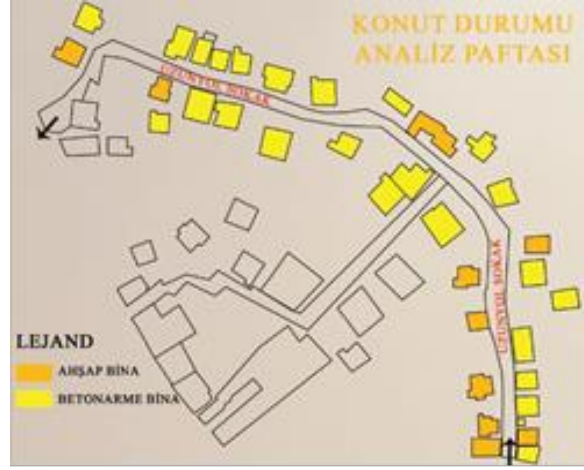 KONUT DURUMU
ANALİZ PAFTASI
UZUNYOL SOKAK
UZUNYOL SOKAK
LEJAND
AHŞAP BİNA
BETONARME BİNA